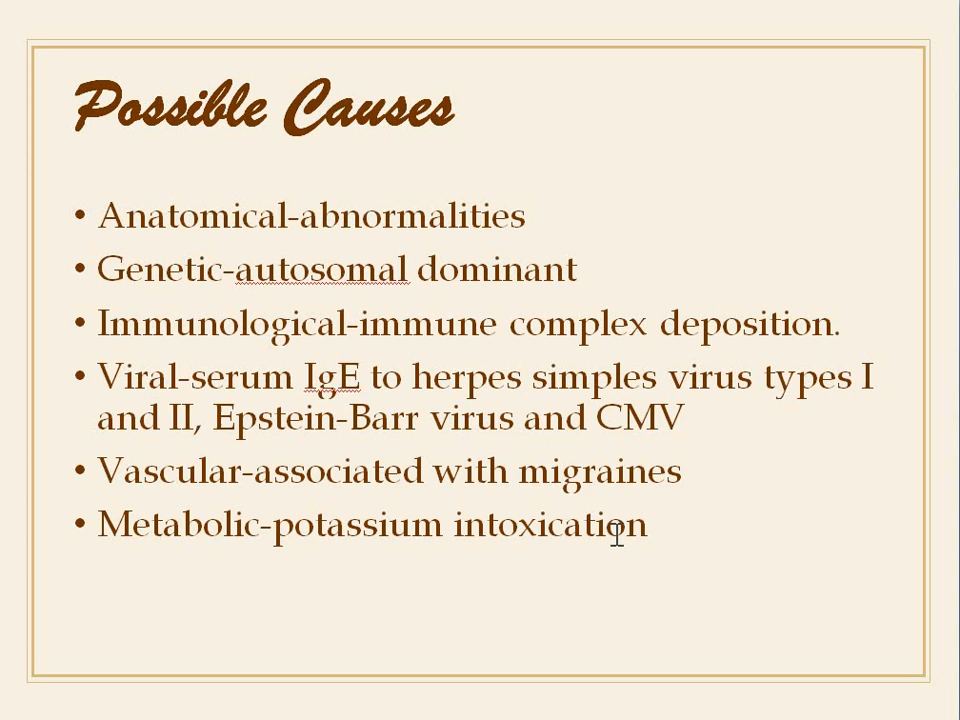 Possible Causes
• Anatomical-abnormalities
• Genetic-autosomal dominant
• Immunological-immune complex deposition.
• Viral-serum IgE to herpes simples virus types I
and II, Epstein-Barr virus and CMV
• Vascular-associated with migraines
• Metabolic-potassium intoxication